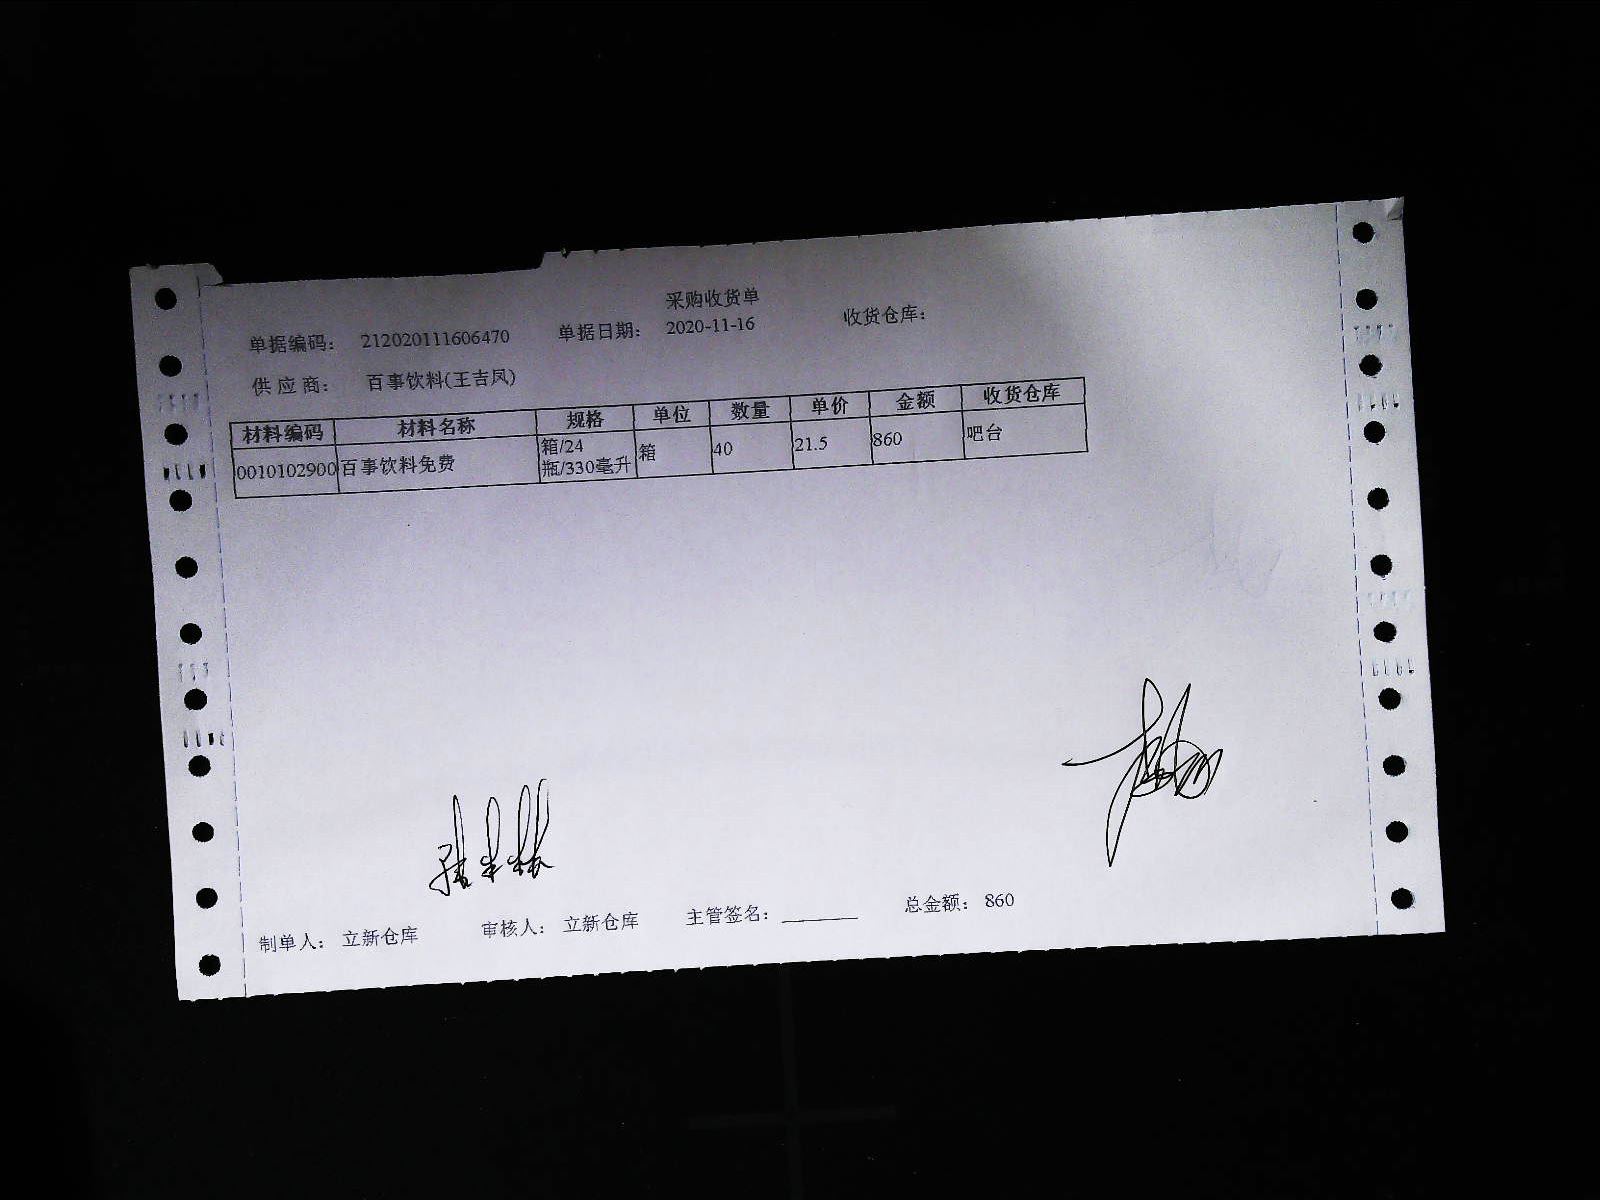 采购收货单
单据编码： 212020111606470 单据日期： 2020-11-16 收货仓库：
供 应 商： 百事饮料(王吉凤)
材料编码 材料名称 规格 单位 数量 单价 金额 收货仓库
0010102900 百事饮料免费 箱/24 箱 40 21.5 860 吧台
瓶/330毫升
制单人： 立新仓库 审核人： 立新仓库 主管签名： 总金额： 860